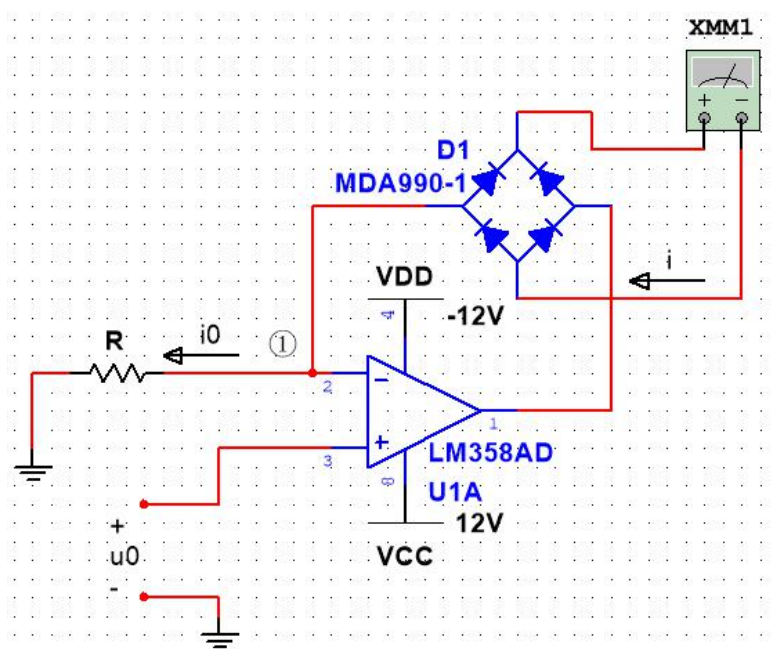 XMM1
+ −
D1
MDA990-1
VDD
-12V
4
i
R
i0
①
2
−
1
+
3
LM358AD
8
U1A
12V
VCC
+
u0
-